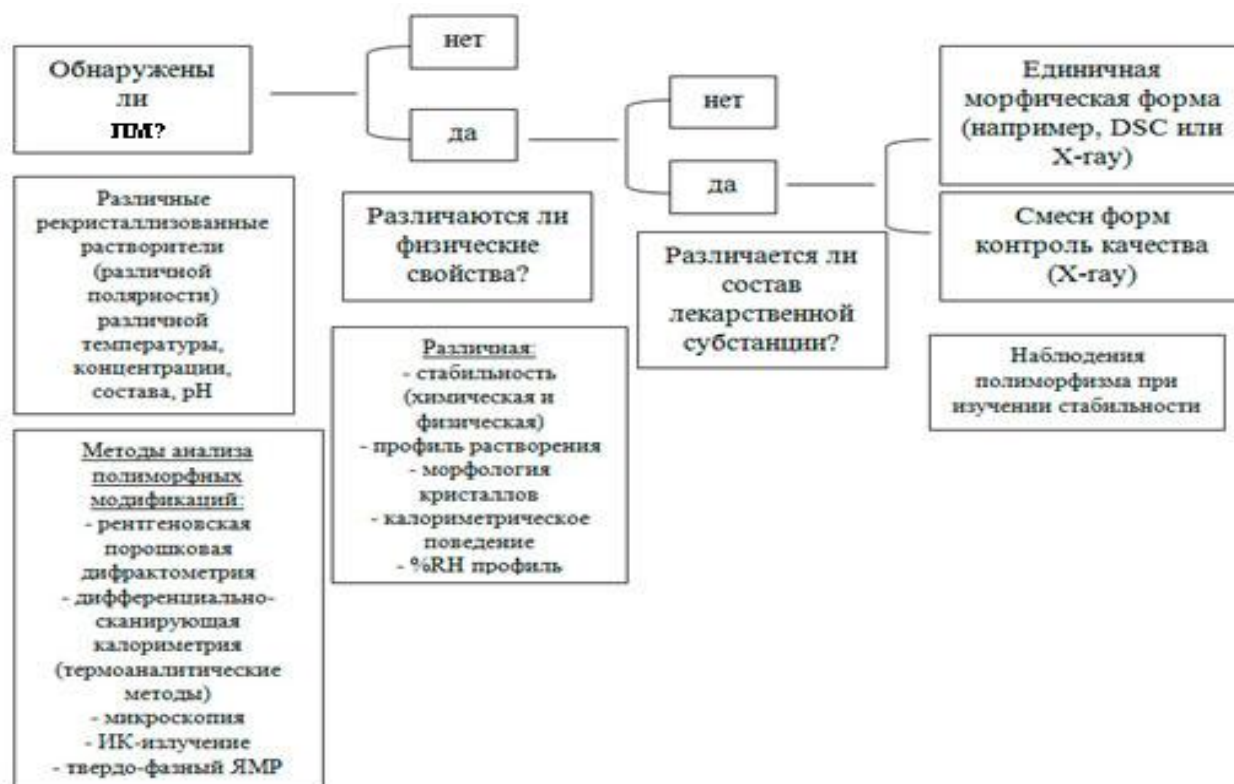 Обнаружены
ли
ПМ?
нет
да
нет
да
Единичная
морфическая форма
(например, DSC или
X-ray)
Смеси форм
контроль качества
(X-ray)
Различные
рекристаллизованные
растворители
(различной
полярности)
различной
температуры,
концентрации,
состава, pH
Различаются ли
физические
свойства?
Различается ли
состав
лекарственной
субстанции?
Наблюдения
полиморфизма при
изучении стабильности
Методы анализа
полиморфных
модификаций:
- рентгеновская
порошковая
дифрактометрия
- дифференциально-
сканирующая
калориметрия
(термоаналитические
методы)
- микроскопия
- ИК-излучение
- твердо-фазный ЯМР
Различная:
- стабильность
(химическая и
физическая)
- профиль растворения
- морфология
кристаллов
- калориметрическое
поведение
- %RH профиль